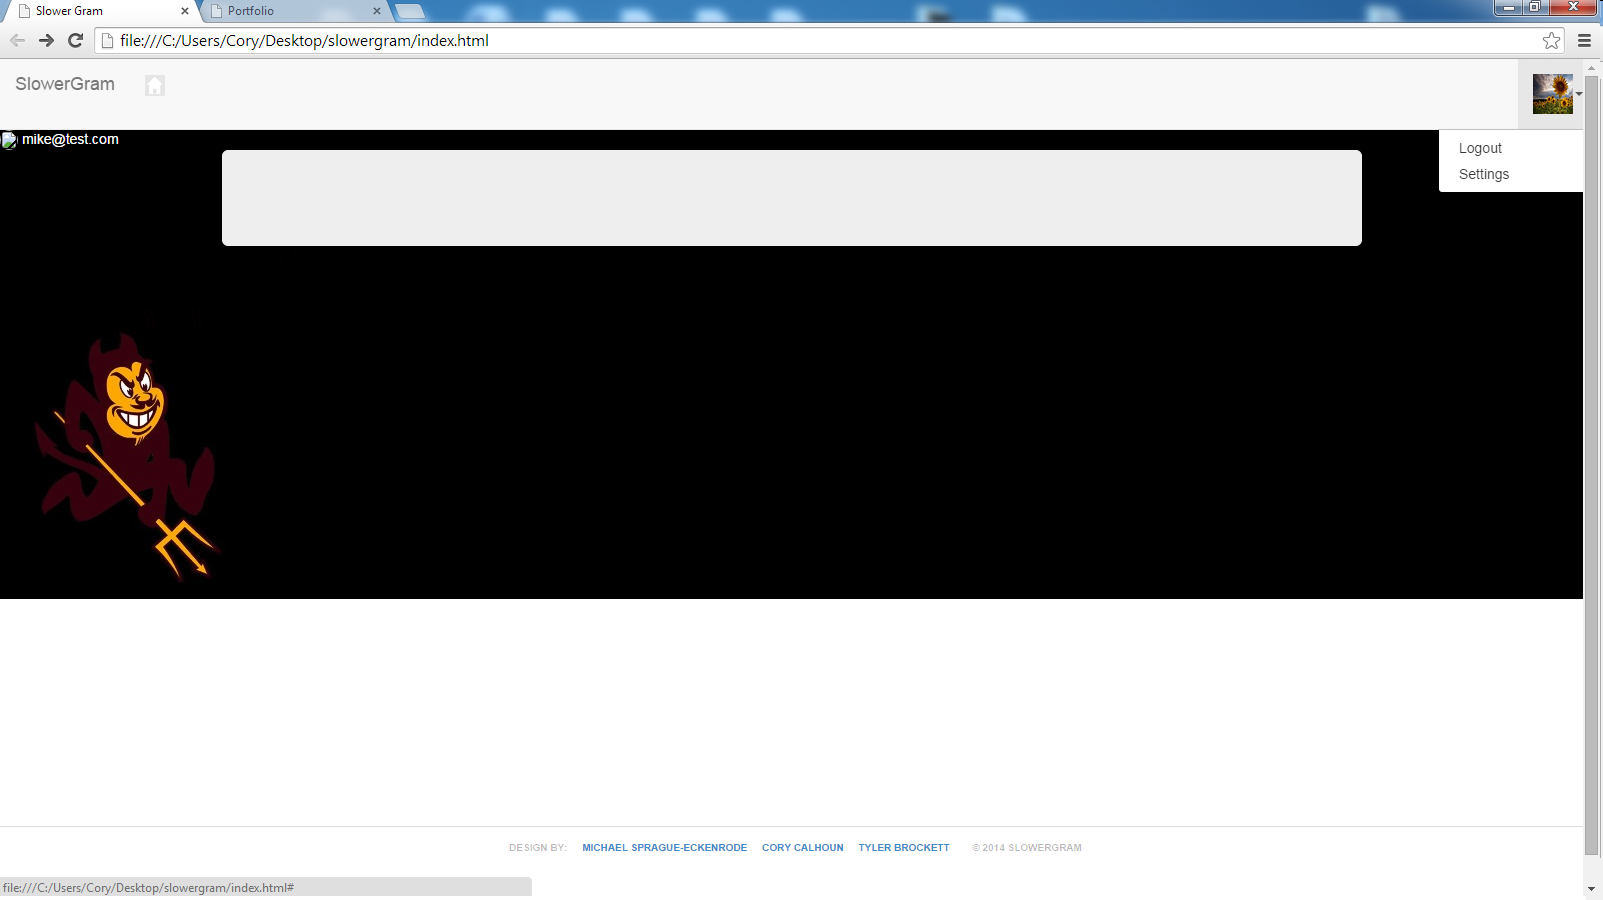 Slower Gram
Portfolio
file:///C:/Users/Cory/Desktop/slowergram/index.html
SlowerGram
mike@test.com
Logout
Settings
DESIGN BY: MICHAEL SPRAGUE-ECKENRODE CORY CALHOUN TYLER BROCKETT © 2014 SLOWERGRAM
file:///C:/Users/Cory/Desktop/slowergram/index.html#